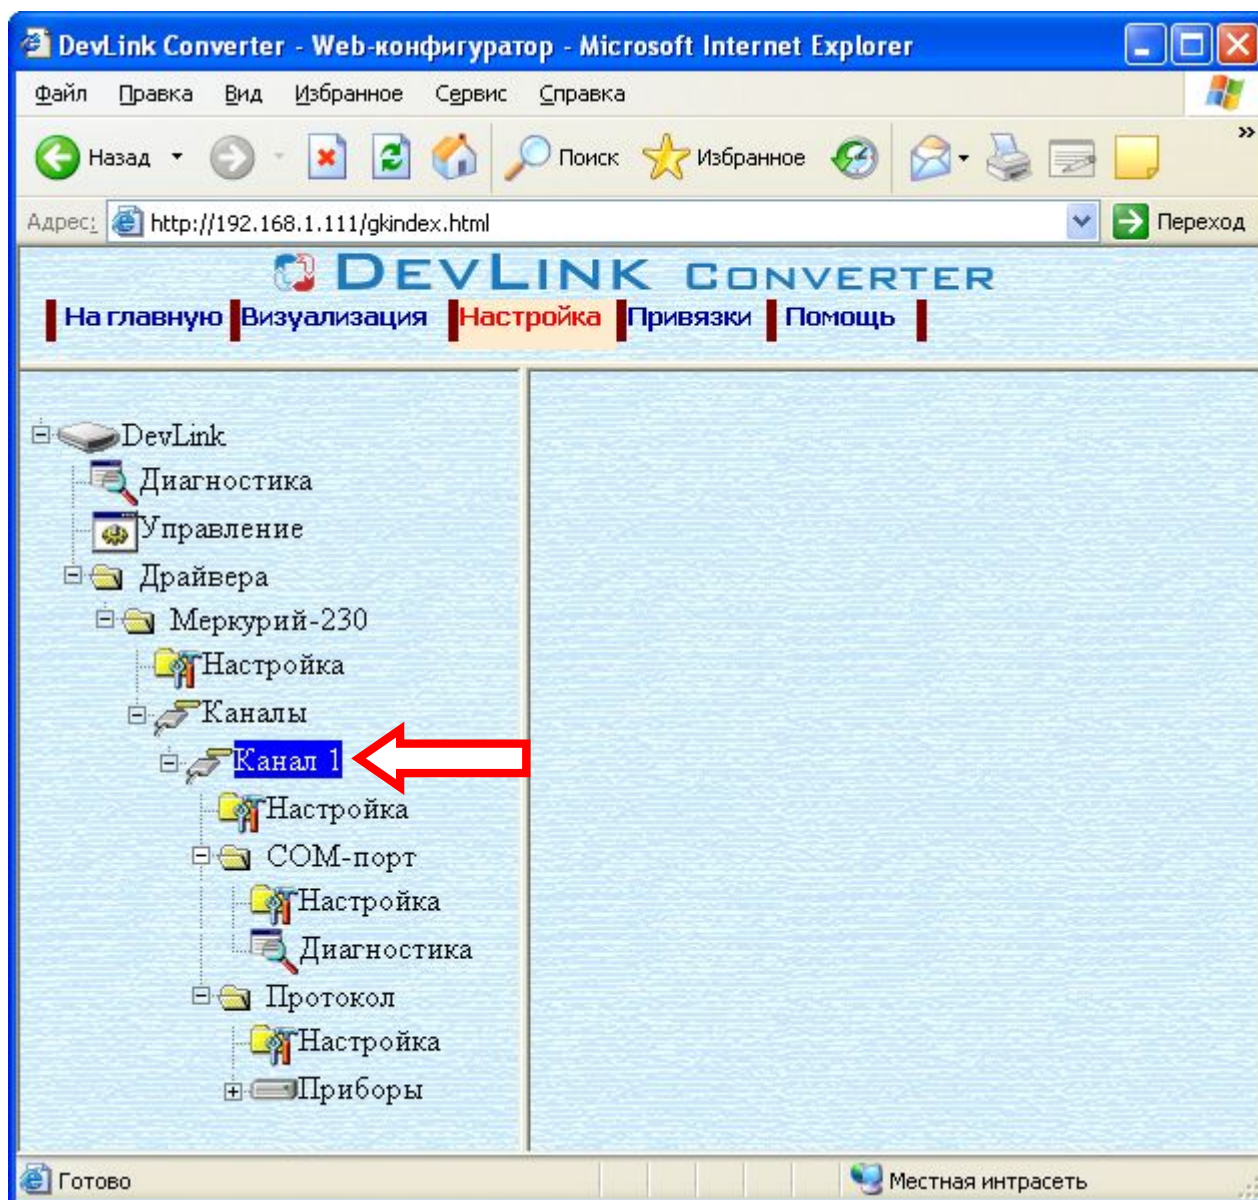 DevLink Converter - Web-конфигуратор - Microsoft Internet Explorer
Файл Правка Вид Избранное Сервис Справка
Назад Поиск Избранное »
Адрес: http://192.168.1.111/gkindex.html Переход
DEVLINK CONVERTER
На главную Визуализация Настройка Привязки Помощь
DevLink
Диагностика
Управление
Драйвера
Меркурий-230
Настройка
Каналы
Канал 1
Настройка
COM-порт
Настройка
Диагностика
Протокол
Настройка
Приборы
Готово Местная интрасеть